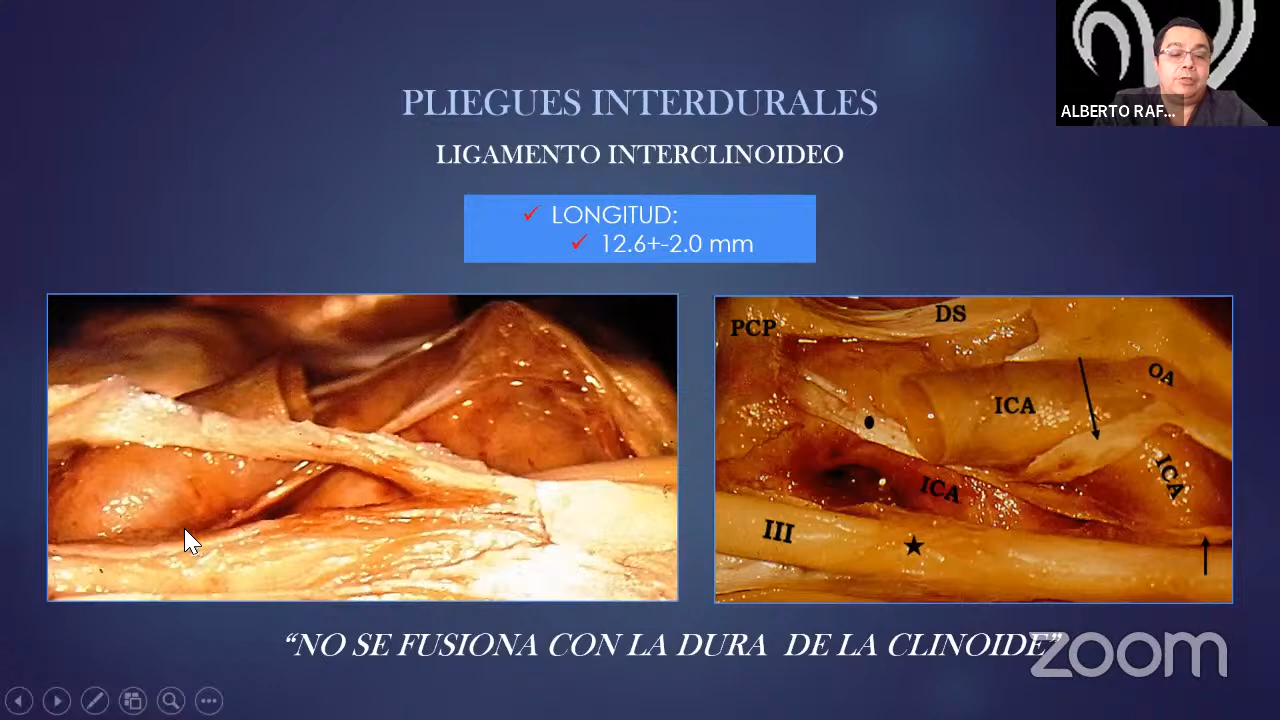 ALBERTO RAF...
PLIEGUES INTERDURALES
LIGAMENTO INTERCLINOIDEO
✓ LONGITUD:
✓ 12.6+-2.0 mm
PCP
DS
OA
ICA
ICA
ICA
III
“NO SE FUSIONA CON LA DURA DE LA CLINOIDE”
zoom